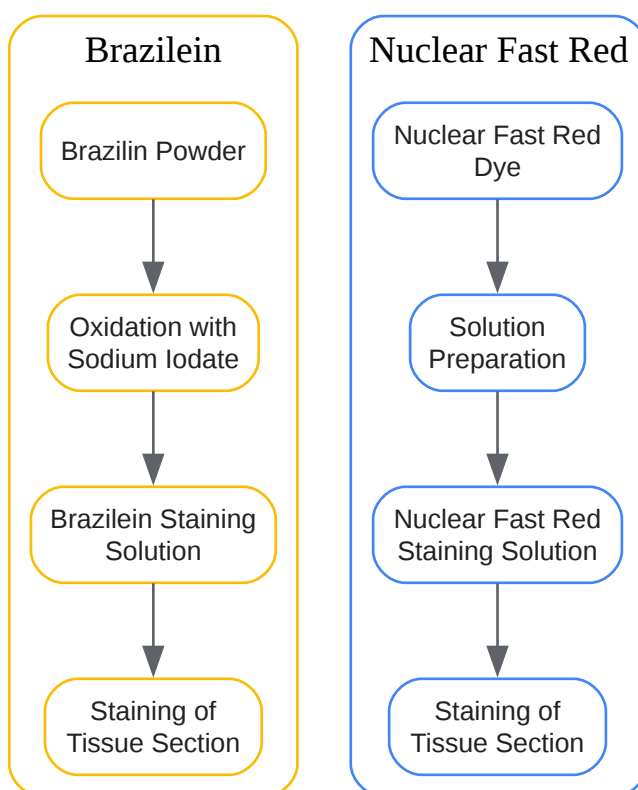 Brazilein
Brazilin Powder
Oxidation with
Sodium Iodate
Brazilein Staining
Solution
Staining of
Tissue Section
Nuclear Fast Red
Nuclear Fast Red
Dye
Solution
Preparation
Nuclear Fast Red
Staining Solution
Staining of
Tissue Section